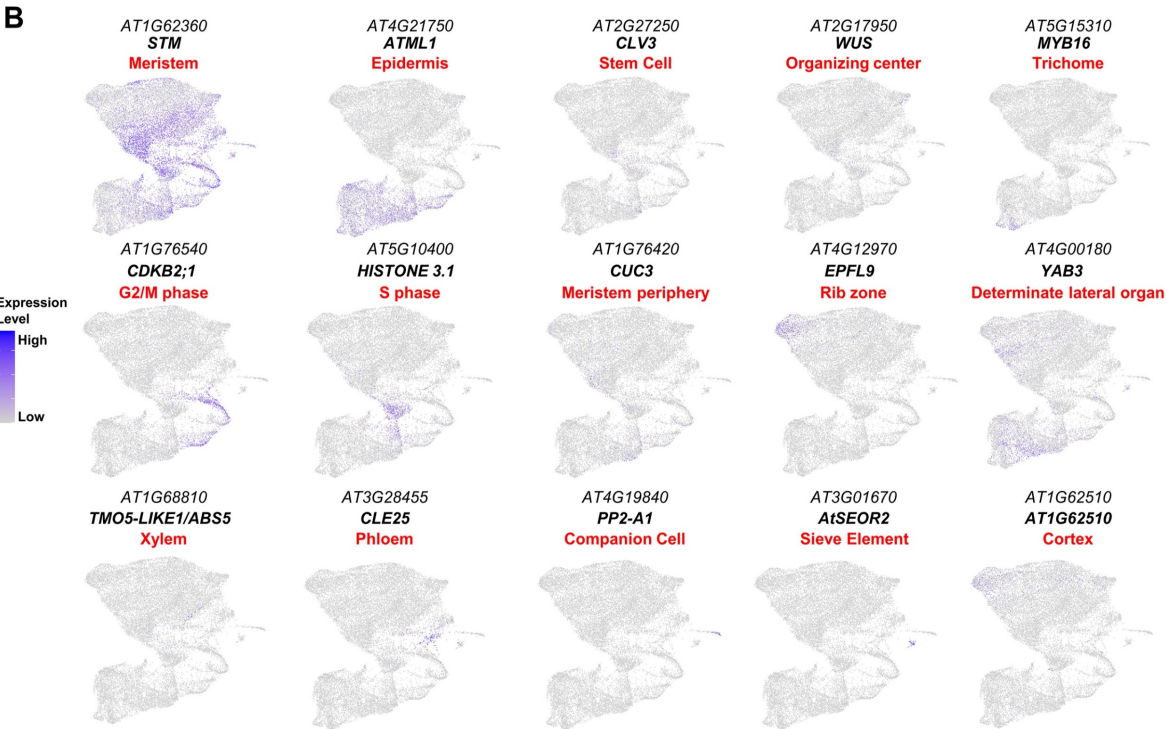 B
AT1G62360
STM
Meristem
AT4G21750
ATML1
Epidermis
AT2G27250
CLV3
Stem Cell
AT2G17950
WUS
Organizing center
AT5G15310
MYB16
Trichome
AT1G76540
CDKB2;1
G2/M phase
AT5G10400
HISTONE 3.1
S phase
AT1G76420
CUC3
Meristem periphery
AT4G12970
EPFL9
Rib zone
AT4G00180
YAB3
Determinate lateral organ
Expression
Level
High
Low
AT1G68810
TMO5-LIKE1/ABS5
Xylem
AT3G28455
CLE25
Phloem
AT4G19840
PP2-A1
Companion Cell
AT3G01670
AtSEOR2
Sieve Element
AT1G62510
AT1G62510
Cortex